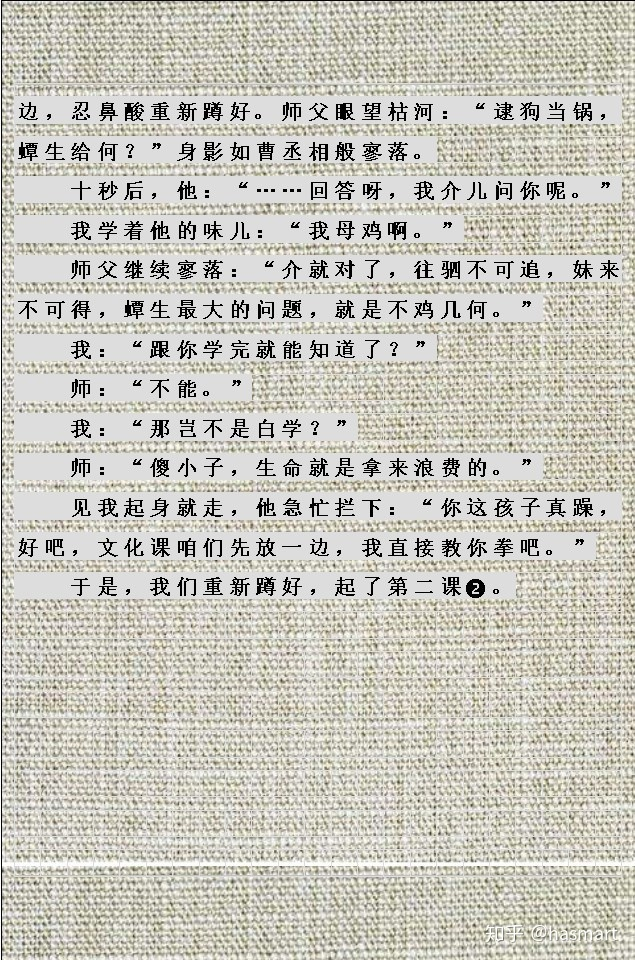 边，忍鼻酸重新蹲好。师父眼望枯河：“逮狗当锅，
蟫生给何？”身影如曹丞相般寥落。
十秒后，他：“……回答呀，我介儿问你呢。”
我学着他的味儿：“我母鸡啊。”
师父继续寥落：“介就对了，往驷不可追，妹来
不可得，蟫生最大的问题，就是不鸡几何。”
我：“跟你学完就能知道了？”
师：“不能。”
我：“那岂不是白学？”
师：“傻小子，生命就是拿来浪费的。”
见我起身就走，他急忙拦下：“你这孩子真躁，
好吧，文化课咱们先放一边，我直接教你拳吧。”
于是，我们重新蹲好，起了第二课❷。
知乎 @hasmart